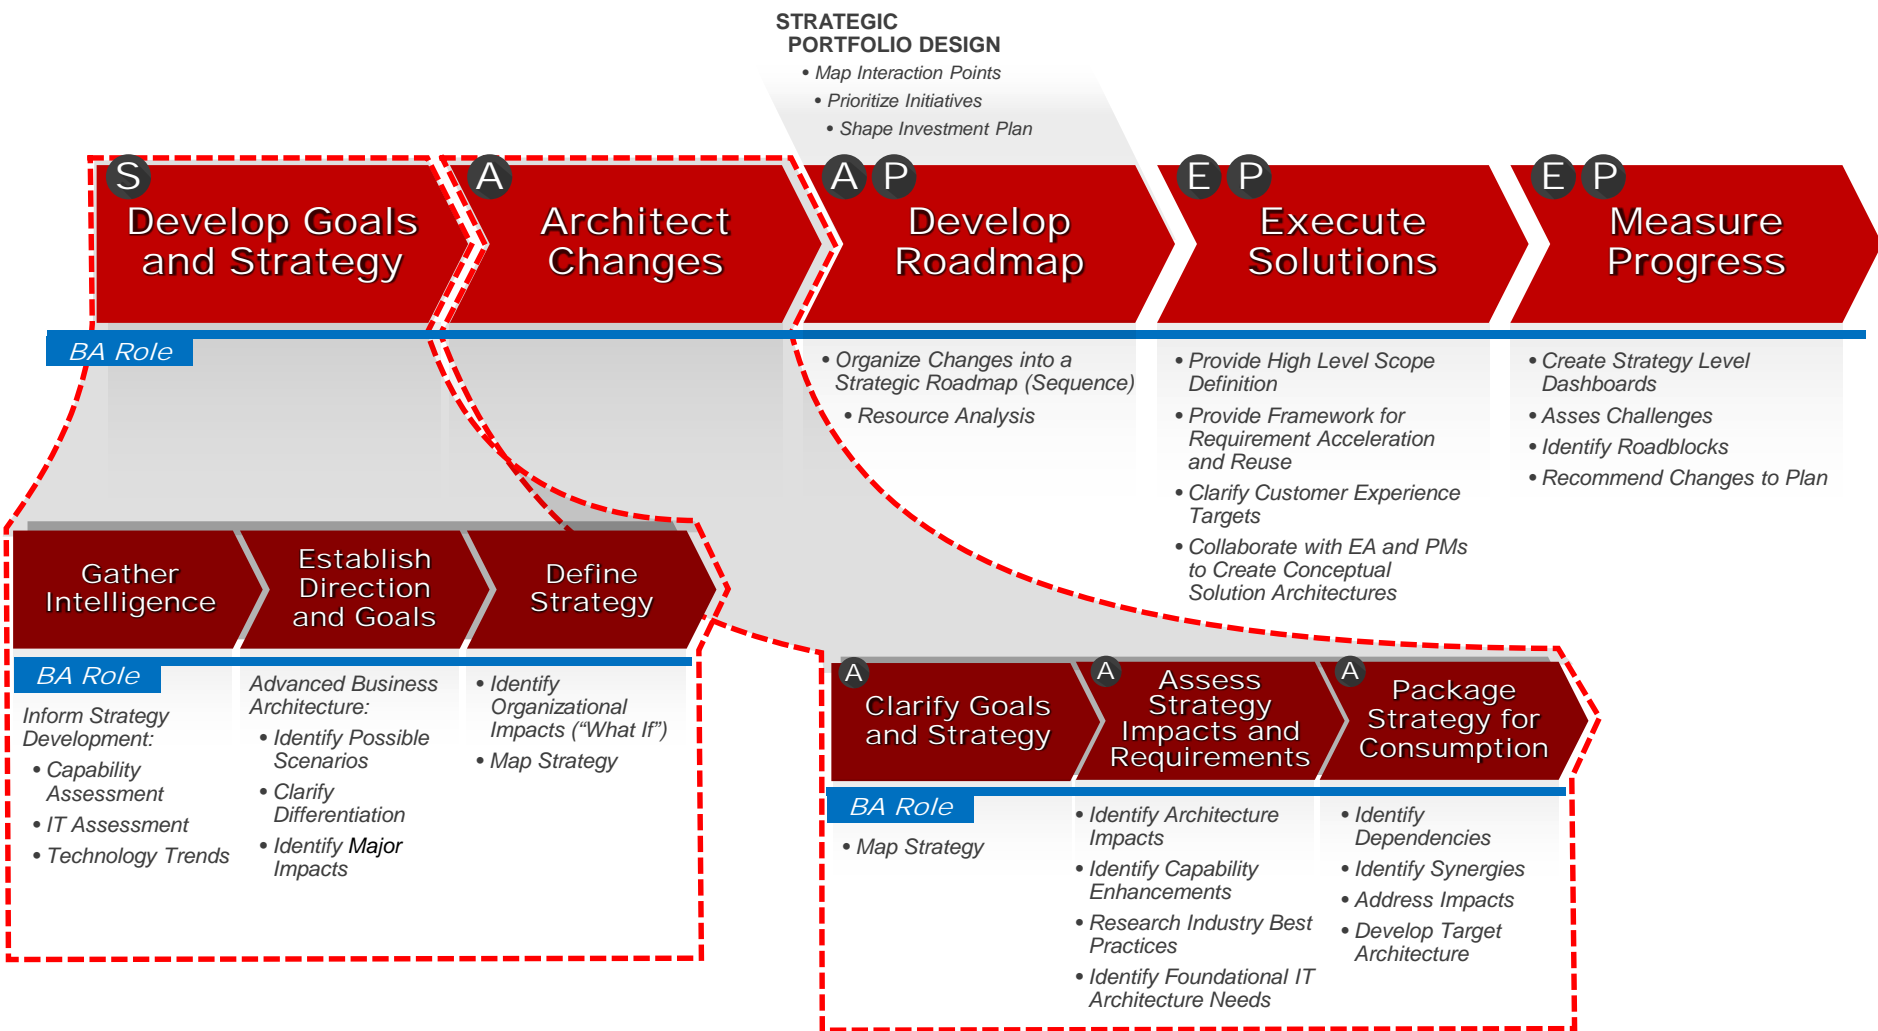 STRATEGIC
PORTFOLIO DESIGN
• Map Interaction Points
• Prioritize Initiatives
• Shape Investment Plan
S
Develop Goals
and Strategy
A
Architect
Changes
A P
Develop
Roadmap
E P
Execute
Solutions
E P
Measure
Progress
BA Role
• Organize Changes into a
Strategic Roadmap (Sequence)
• Resource Analysis
• Provide High Level Scope
Definition
• Provide Framework for
Requirement Acceleration
and Reuse
• Clarify Customer Experience
Targets
• Collaborate with EA and PMs
to Create Conceptual
Solution Architectures
• Create Strategy Level
Dashboards
• Asses Challenges
• Identify Roadblocks
• Recommend Changes to Plan
Gather
Intelligence
Establish
Direction
and Goals
Define
Strategy
BA Role
Inform Strategy
Development:
• Capability
Assessment
• IT Assessment
• Technology Trends
Advanced Business
Architecture:
• Identify Possible
Scenarios
• Clarify
Differentiation
• Identify Major
Impacts
• Identify
Organizational
Impacts (“What If”)
• Map Strategy
A
Clarify Goals
and Strategy
A
Assess
Strategy
Impacts and
Requirements
A
Package
Strategy for
Consumption
BA Role
• Map Strategy
• Identify Architecture
Impacts
• Identify Capability
Enhancements
• Research Industry Best
Practices
• Identify Foundational IT
Architecture Needs
• Identify
Dependencies
• Identify Synergies
• Address Impacts
• Develop Target
Architecture